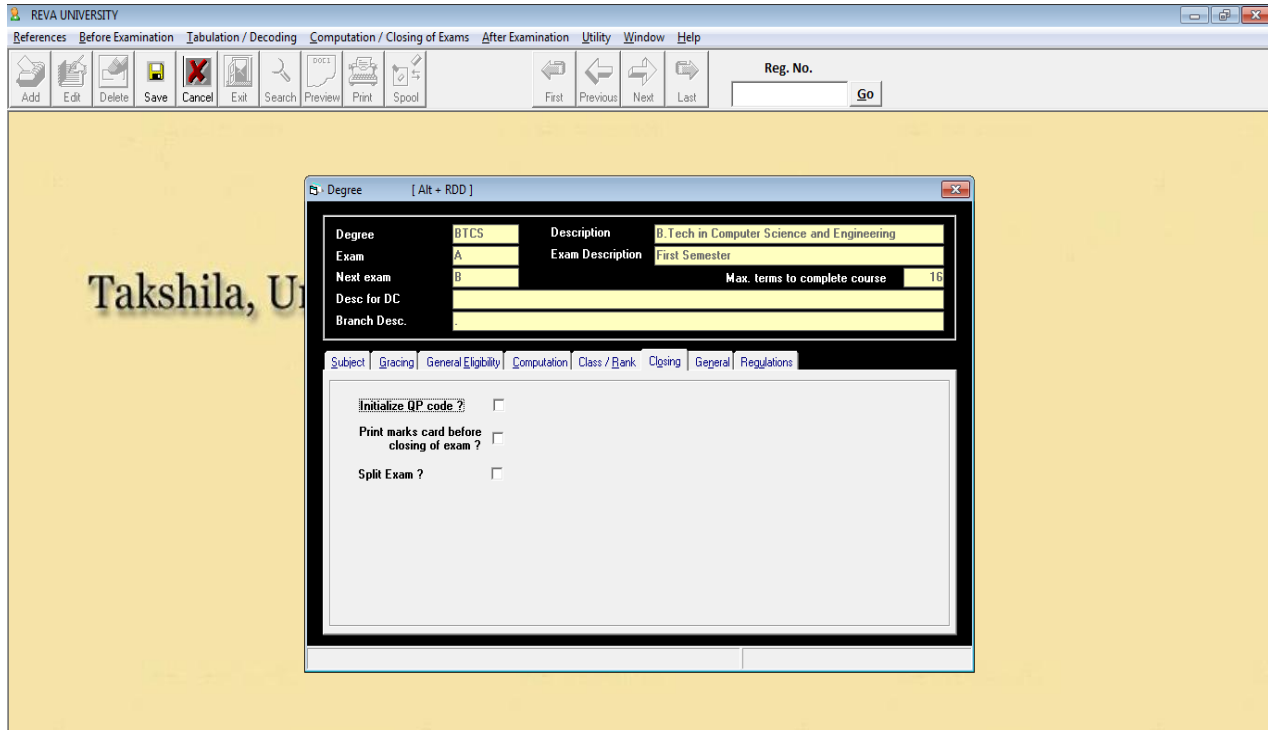 REVA UNIVERSITY
References Before Examination Tabulation / Decoding Computation / Closing of Exams After Examination Utility Window Help
Add Edit Delete Save Cancel Exit Search Preview Print Spool First Previous Next Last
Reg. No.
Go
Takshila,
Degree [ Alt + RDD ]
Degree BTCS Description B.Tech in Computer Science and Engineering
Exam A Exam Description First Semester
Next exam B Max. terms to complete course 16
Desc for DC
Branch Desc. .
Subject Gracing General Eligibility Computation Class / Rank Closing General Regulations
Initialize QP code ?
Print marks card before
closing of exam ?
Split Exam ?